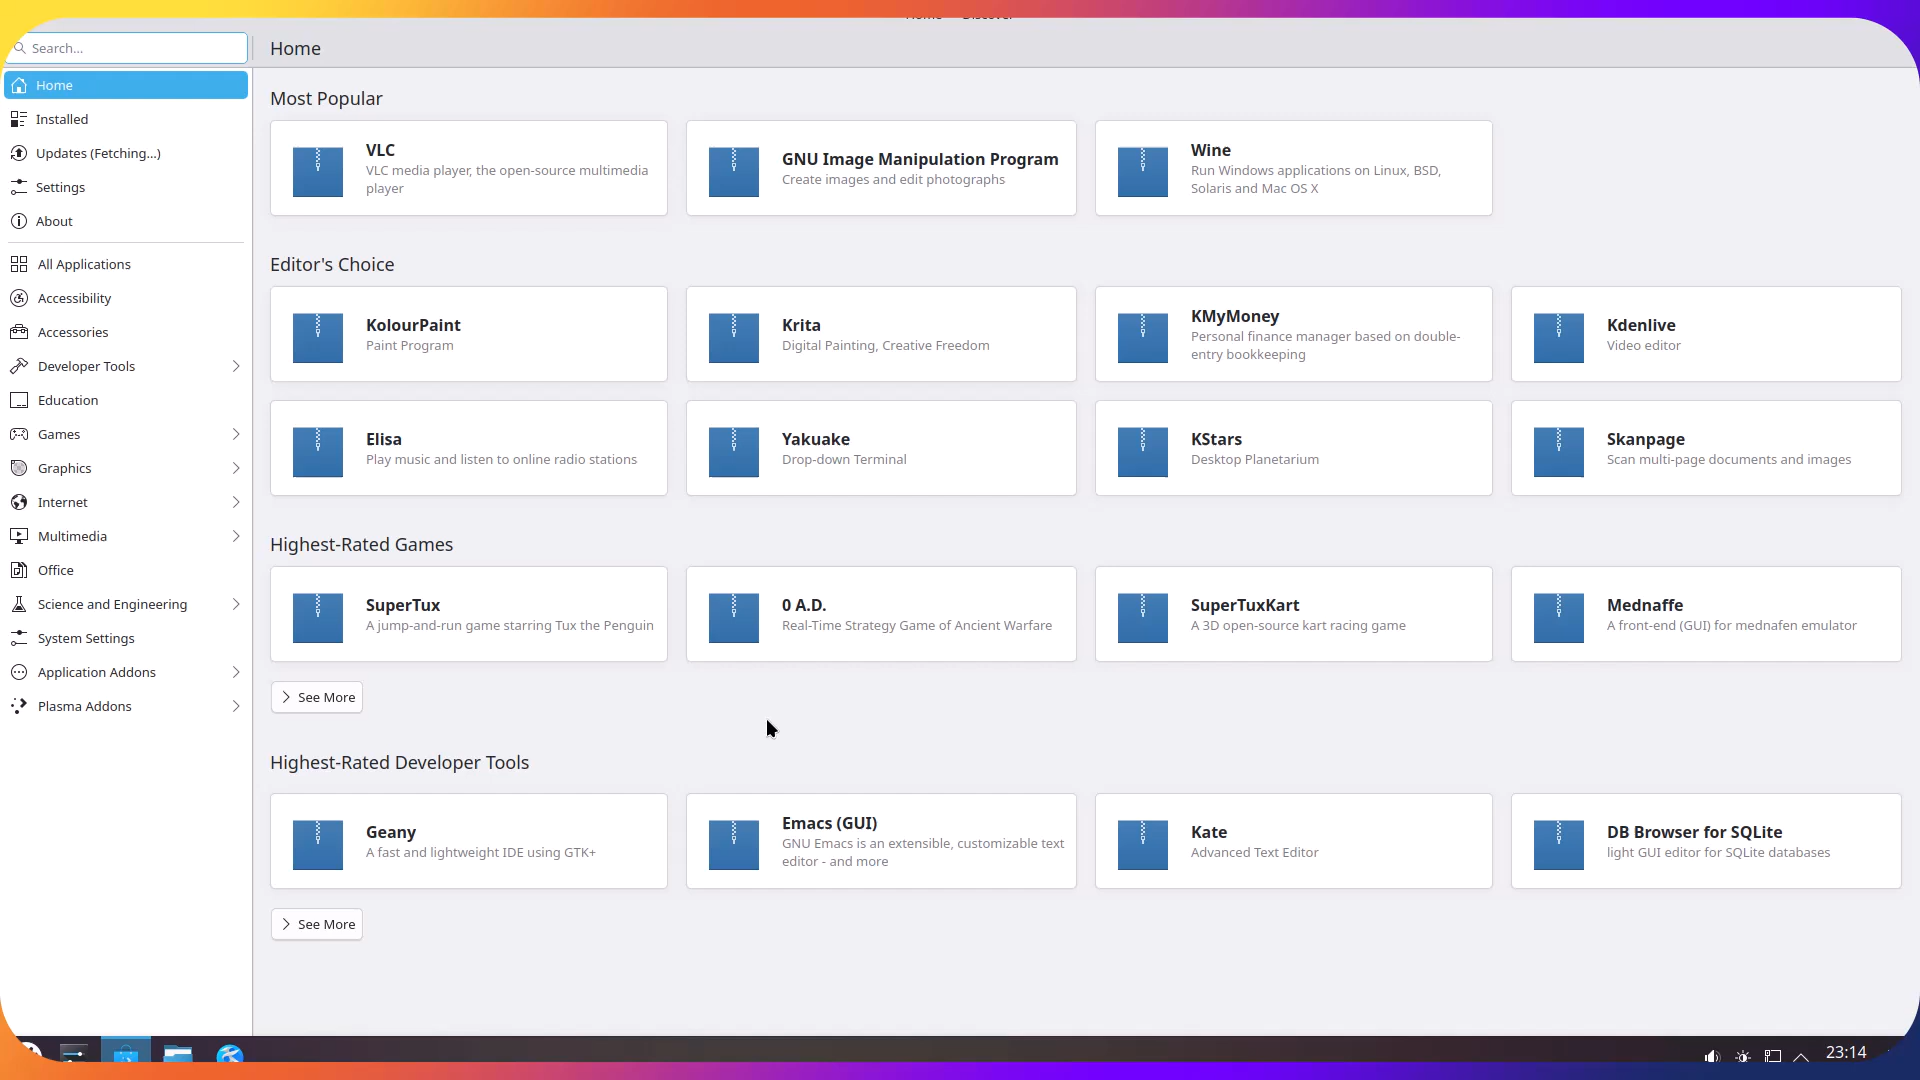 Search...
Home
Home
Installed
Updates (Fetching...)
Settings
About
All Applications
Accessibility
Accessories
Developer Tools
Education
Games
Graphics
Internet
Multimedia
Office
Science and Engineering
System Settings
Application Addons
Plasma Addons
Most Popular
VLC
VLC media player, the open-source multimedia
player
GNU Image Manipulation Program
Create images and edit photographs
Wine
Run Windows applications on Linux, BSD,
Solaris and Mac OS X
Editor's Choice
KolourPaint
Paint Program
Krita
Digital Painting, Creative Freedom
KMyMoney
Personal finance manager based on double-
entry bookkeeping
Kdenlive
Video editor
Elisa
Play music and listen to online radio stations
Yakuake
Drop-down Terminal
KStars
Desktop Planetarium
Skanpage
Scan multi-page documents and images
Highest-Rated Games
SuperTux
A jump-and-run game starring Tux the Penguin
0 A.D.
Real-Time Strategy Game of Ancient Warfare
SuperTuxKart
A 3D open-source kart racing game
Mednaffe
A front-end (GUI) for mednafen emulator
See More
Highest-Rated Developer Tools
Geany
A fast and lightweight IDE using GTK+
Emacs (GUI)
GNU Emacs is an extensible, customizable text
editor - and more
Kate
Advanced Text Editor
DB Browser for SQLite
light GUI editor for SQLite databases
See More
23:14